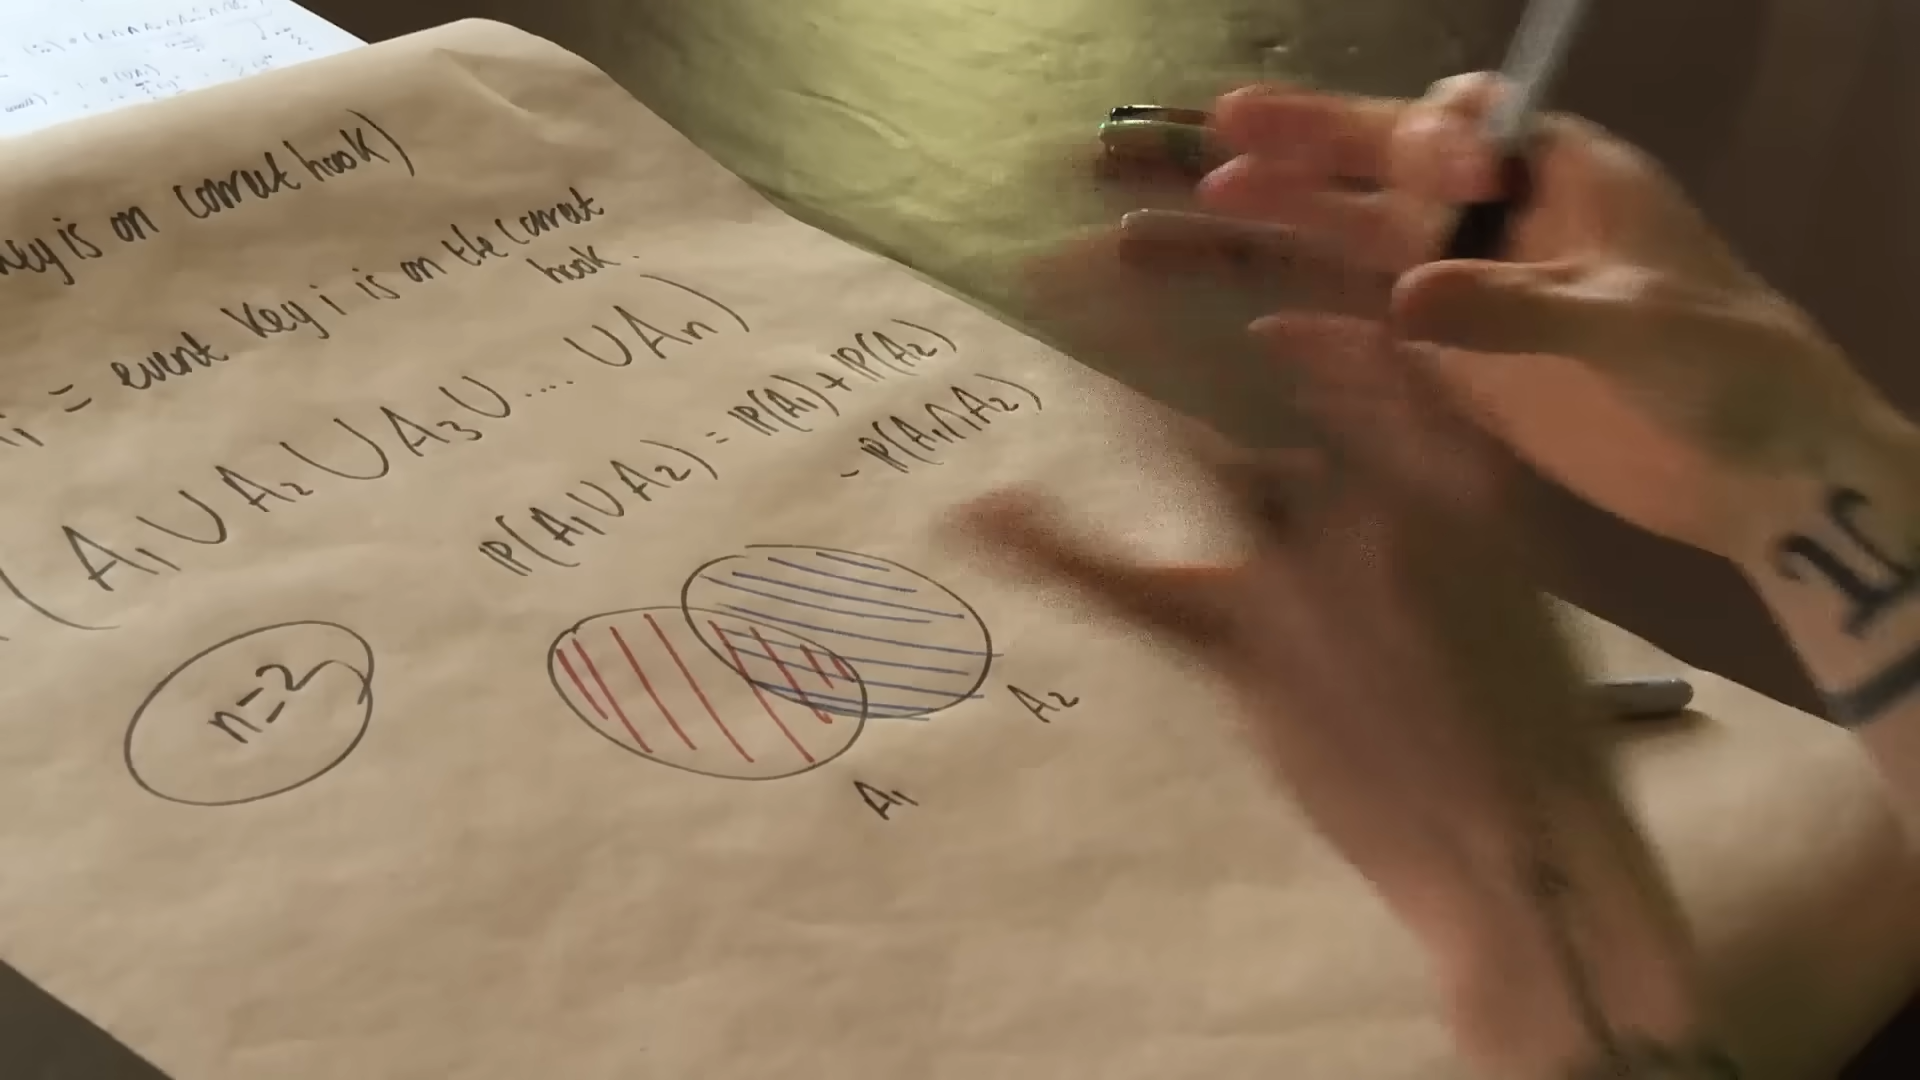 key is on correct hook)
= event key i is on the correct
hook.
(A₁ ∪ A₂ ∪ A₃ ∪ .... ∪ Aₙ)
ℙ(A₁ ∪ A₂) = ℙ(A₁) + ℙ(A₂)
- ℙ(A₁ ∩ A₂)
n=2
A₂
A₁